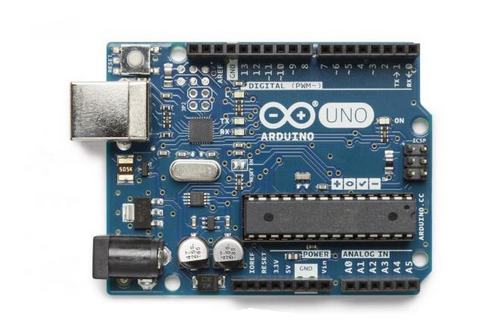 RESET
AREF
GND
13
12
~11
~10
~9
8
7
~6
~5
4
~3
2
TX→1
RX←0
DIGITAL (PWM~)
TX
RX
ARDUINO
UNO
ON
ICSP
ARDUINO.CC
IOREF
RESET
3.3V
5V
GND
Vin
POWER
ANALOG IN
A0
A1
A2
A3
A4
A5